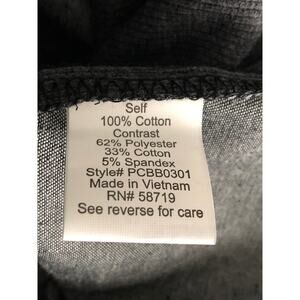 Self
100% Cotton
Contrast
62% Polyester
33% Cotton
5% Spandex
Style# PCBB0301
Made in Vietnam
RN# 58719
See reverse for care